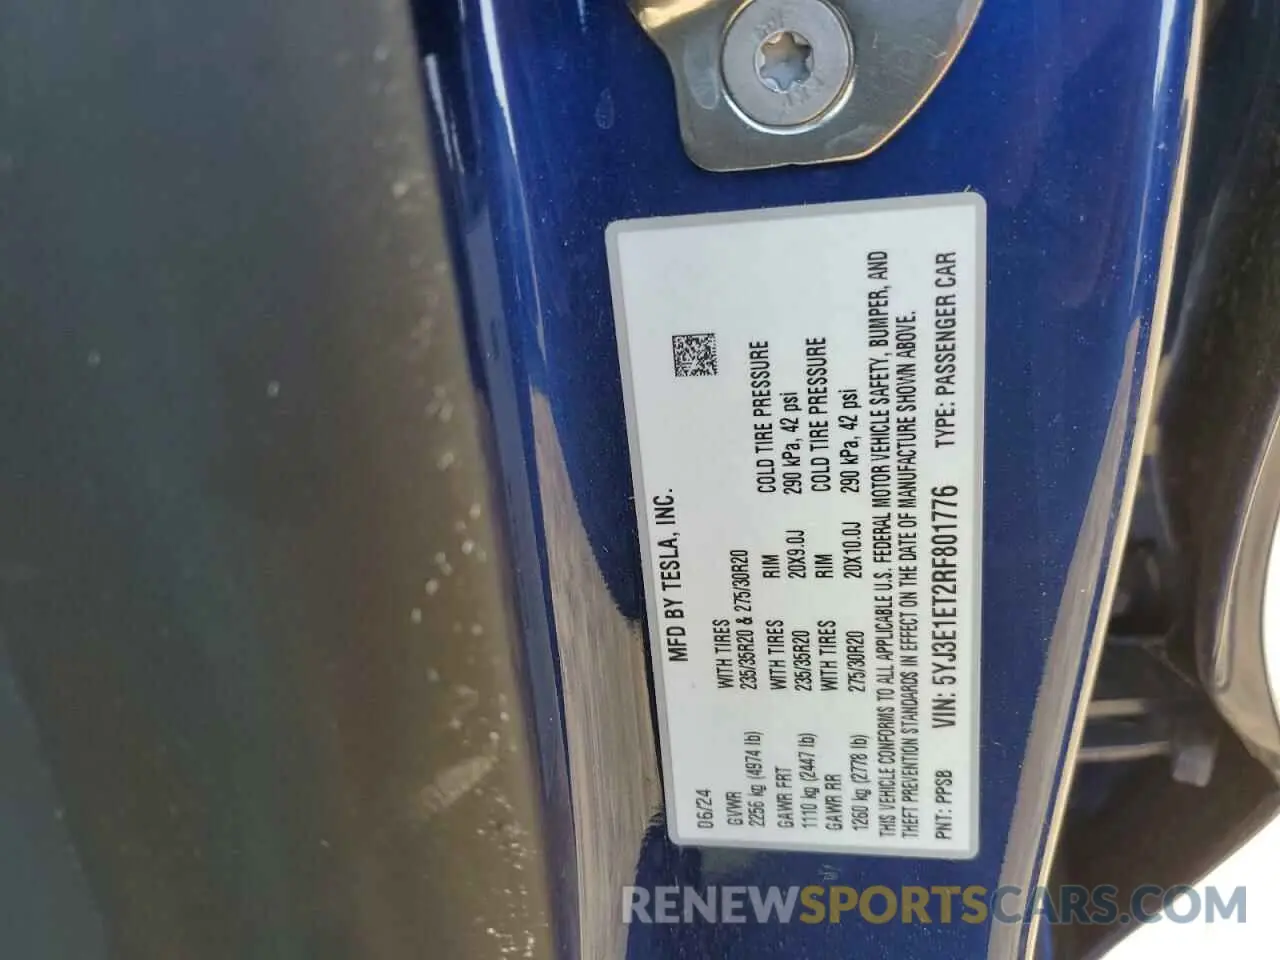 MFD BY TESLA, INC.
06/24
GVWR WITH TIRES
2256 kg (4974 lb) 235/35R20 & 275/30R20
GAWR FRT WITH TIRES RIM COLD TIRE PRESSURE
1110 kg (2447 lb) 235/35R20 20X9.0J 290 kPa, 42 psi
GAWR RR WITH TIRES RIM COLD TIRE PRESSURE
1260 kg (2778 lb) 275/30R20 20X10.0J 290 kPa, 42 psi
THIS VEHICLE CONFORMS TO ALL APPLICABLE U.S. FEDERAL MOTOR VEHICLE SAFETY, BUMPER, AND
THEFT PREVENTION STANDARDS IN EFFECT ON THE DATE OF MANUFACTURE SHOWN ABOVE.
PNT: PPSB VIN: 5YJ3E1ET2RF801776 TYPE: PASSENGER CAR
RENEWSPORTSCARS.COM